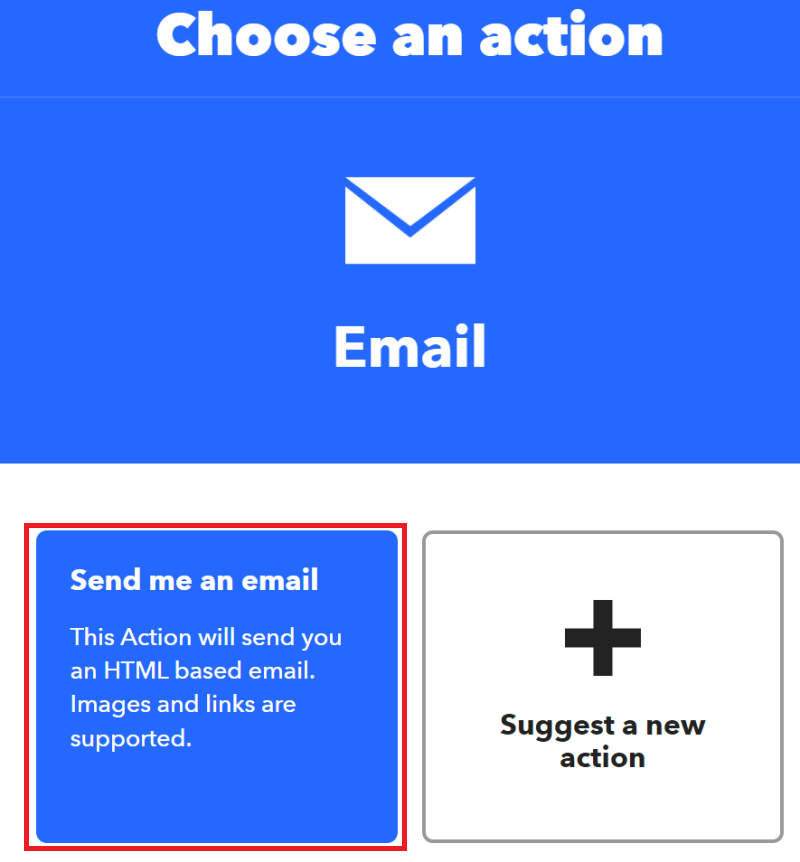 Choose an action
Email
Send me an email
This Action will send you
an HTML based email.
Images and links are
supported.
Suggest a new
action